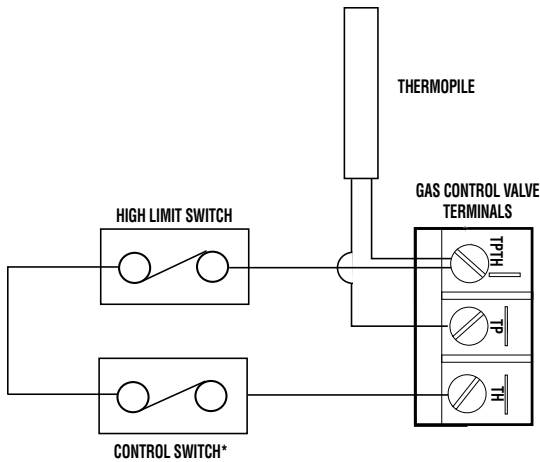 THERMOPILE
GAS CONTROL VALVE
TERMINALS
HIGH LIMIT SWITCH
TPTH
TP
TH
CONTROL SWITCH*